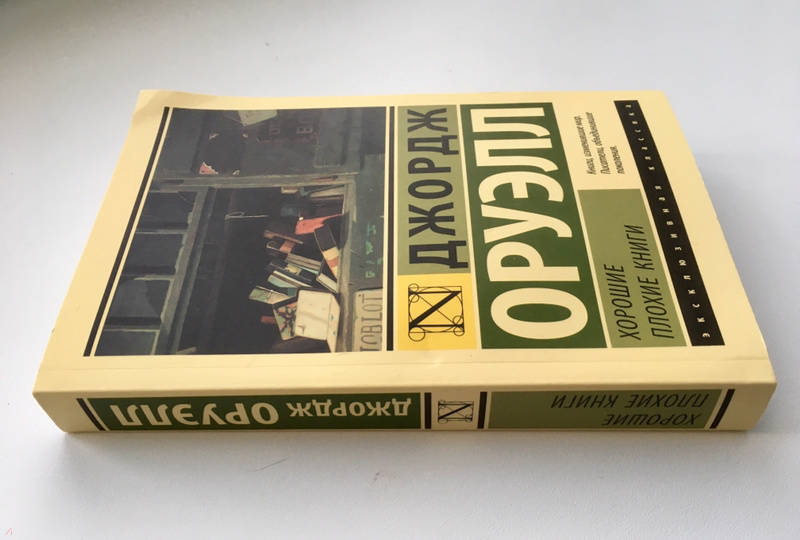 ДЖОРДЖ
ОРУЭЛЛ
ХОРОШИЕ
ПЛОХИЕ КНИГИ
Книги, изменившие мир.
Писатели, объединившие
поколения.
ЭКСКЛЮЗИВНАЯ КЛАССИКА
N
ДЖОРДЖ ОРУЭЛЛ
N
ХОРОШИЕ
ПЛОХИЕ КНИГИ